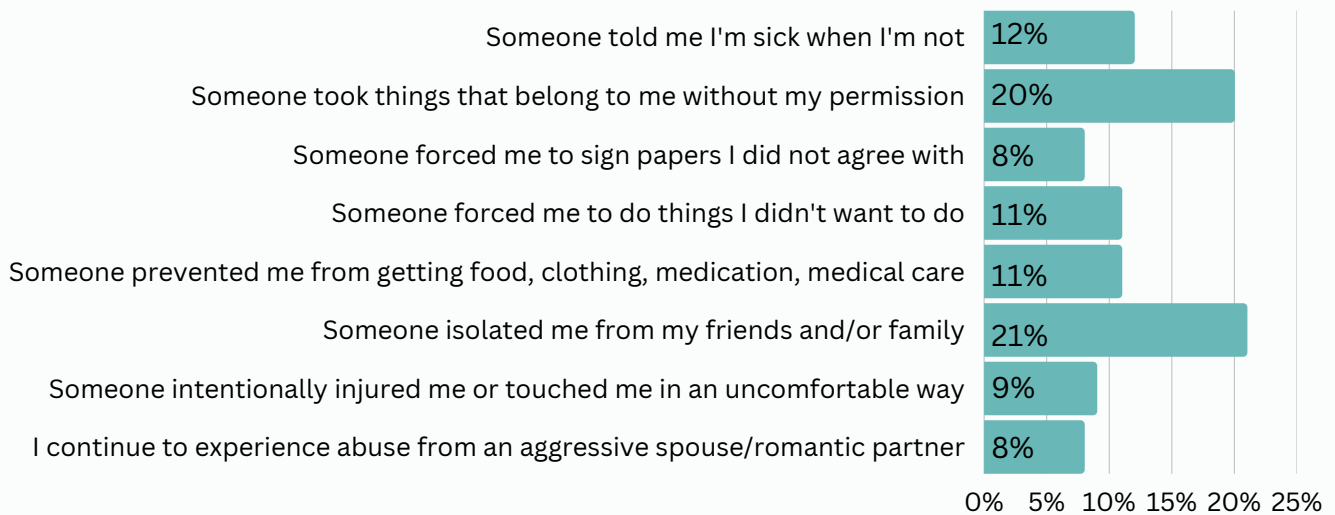 Someone told me I'm sick when I'm not 12%
Someone took things that belong to me without my permission 20%
Someone forced me to sign papers I did not agree with 8%
Someone forced me to do things I didn't want to do 11%
Someone prevented me from getting food, clothing, medication, medical care 11%
Someone isolated me from my friends and/or family 21%
Someone intentionally injured me or touched me in an uncomfortable way 9%
I continue to experience abuse from an aggressive spouse/romantic partner 8%
0% 5% 10% 15% 20% 25%